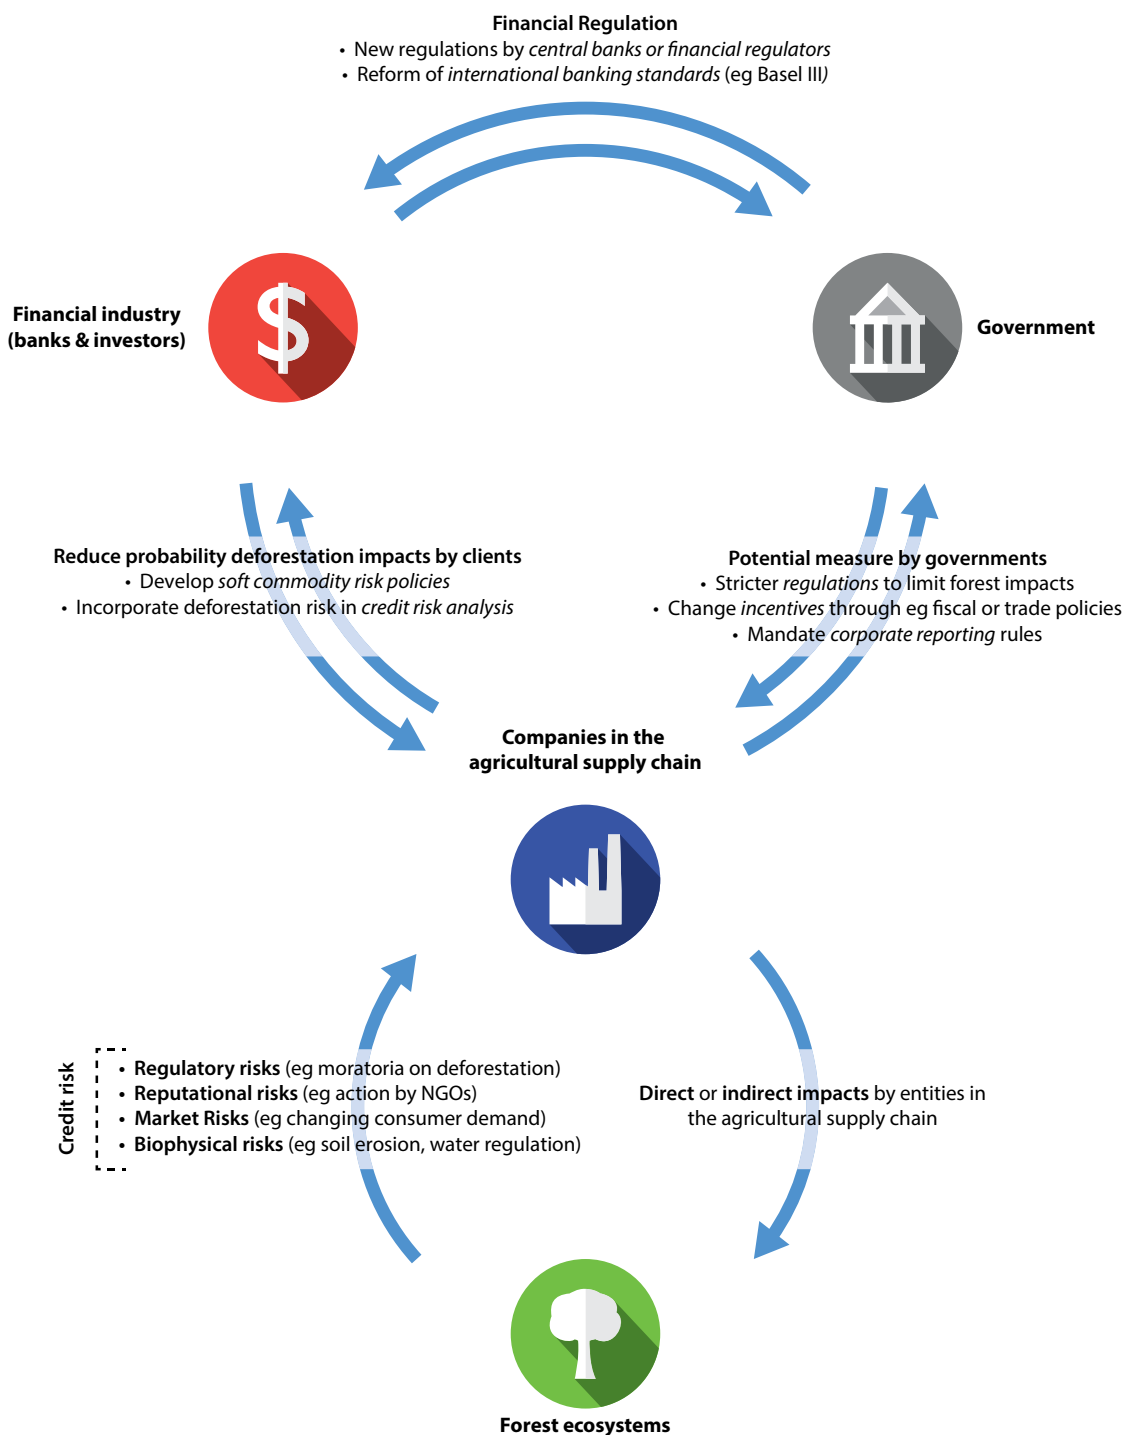 Financial Regulation
• New regulations by central banks or financial regulators
• Reform of international banking standards (eg Basel III)
Financial industry
(banks & investors)
Government
Reduce probability deforestation impacts by clients
• Develop soft commodity risk policies
• Incorporate deforestation risk in credit risk analysis
Potential measure by governments
• Stricter regulations to limit forest impacts
• Change incentives through eg fiscal or trade policies
• Mandate corporate reporting rules
Companies in the
agricultural supply chain
Credit risk
• Regulatory risks (eg moratoria on deforestation)
• Reputational risks (eg action by NGOs)
• Market Risks (eg changing consumer demand)
• Biophysical risks (eg soil erosion, water regulation)
Direct or indirect impacts by entities in
the agricultural supply chain
Forest ecosystems